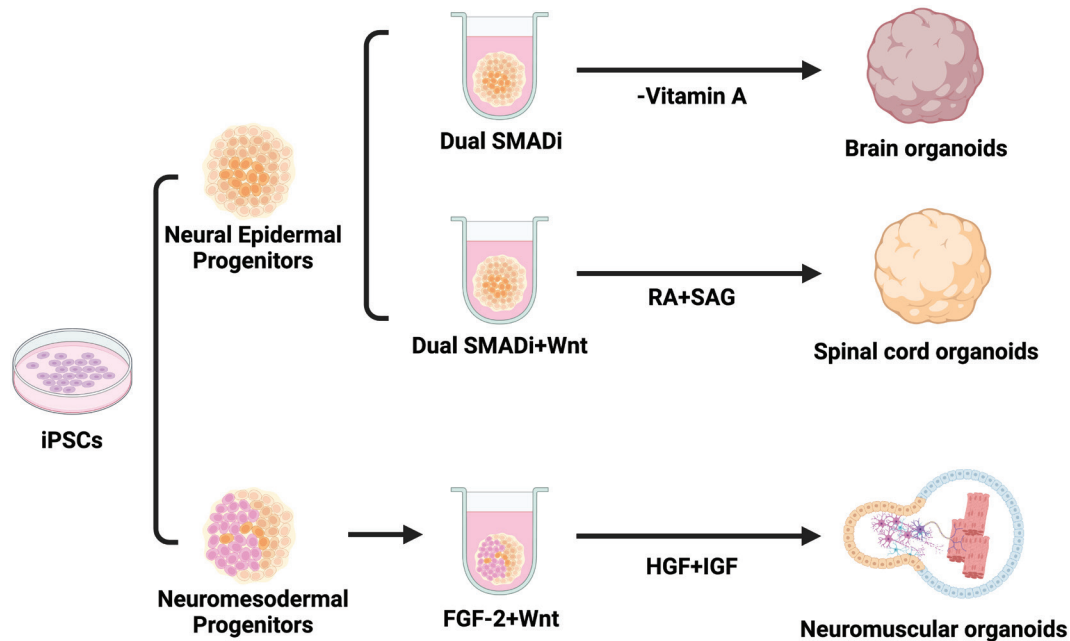 Dual SMADi
-Vitamin A
Brain organoids
Neural Epidermal
Progenitors
Dual SMADi+Wnt
RA+SAG
Spinal cord organoids
iPSCs
Neuromesodermal
Progenitors
FGF-2+Wnt
HGF+IGF
Neuromuscular organoids